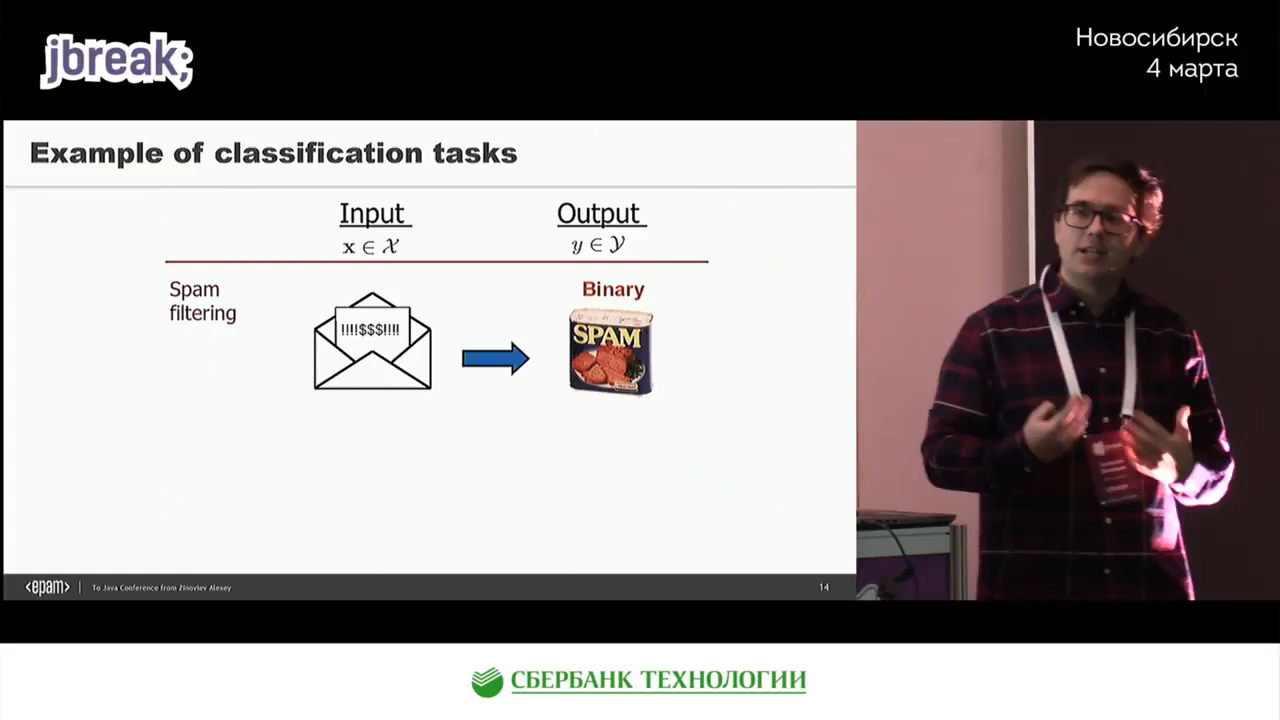 jbreak;
Новосибирск
4 марта
Example of classification tasks
Input
Output
x ∈ 𝒳
y ∈ 𝒴
Spam
filtering
Binary
!!!!$$$!!!!
SPAM
<epam>
To Java Conference from Zinoviev Alexey
14
СБЕРБАНК ТЕХНОЛОГИИ